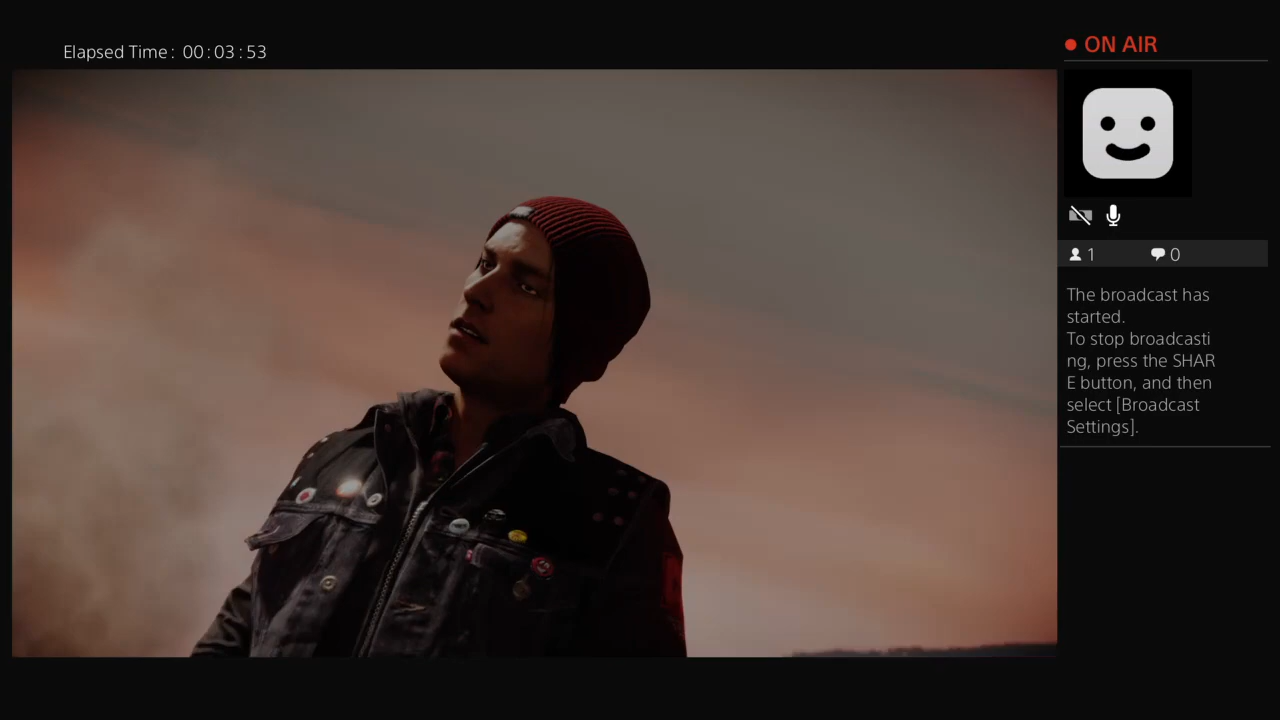 Elapsed Time: 00:03:53
ON AIR
1
0
The broadcast has
started.
To stop broadcasti
ng, press the SHAR
E button, and then
select [Broadcast
Settings].